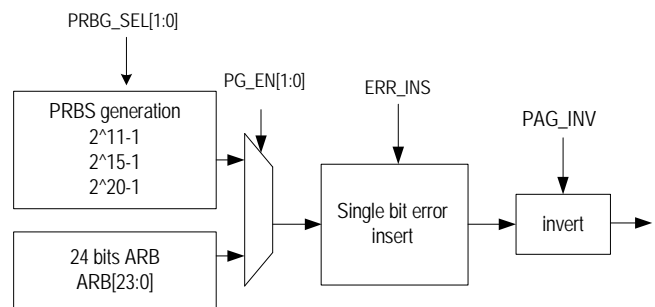 PRBG_SEL[1:0]
PG_EN[1:0]
ERR_INS
PRBS generation
2^11-1
2^15-1
2^20-1
PAG_INV
Single bit error
insert
invert
24 bits ARB
ARB[23:0]